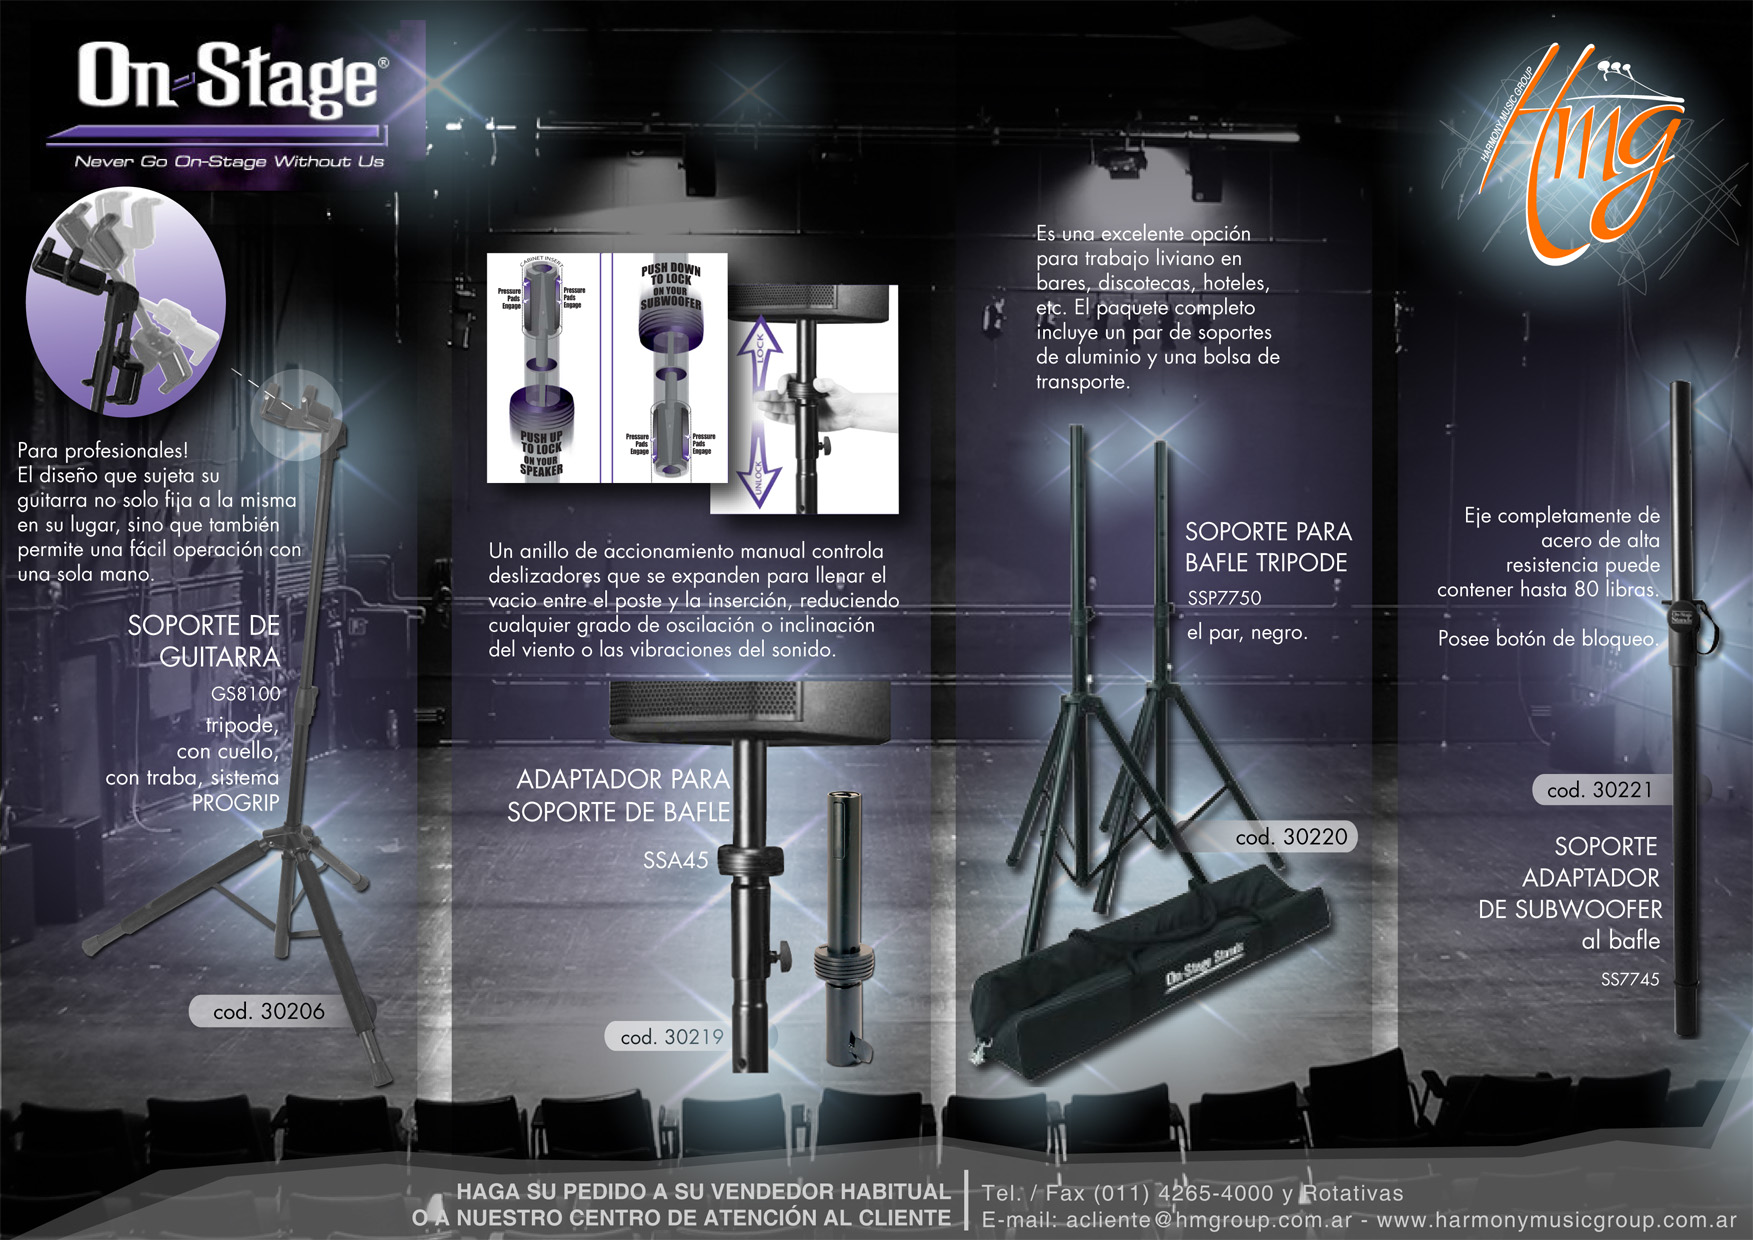 On-Stage®
Never Go On-Stage Without Us
HARMONY MUSIC GROUP
Hmg
Para profesionales!
El diseño que sujeta su
guitarra no solo fija a la misma
en su lugar, sino que también
permite una fácil operación con
una sola mano.
SOPORTE DE
GUITARRA
GS8100
tripode,
con cuello,
con traba, sistema
PROGRIP
cod. 30206
CABINET INSERT
Pressure
Pads
Engage
Pressure
Pads
Engage
PUSH UP
TO LOCK
ON YOUR
SPEAKER
PUSH DOWN
TO LOCK
ON YOUR
SUBWOOFER
Pressure
Pads
Engage
Pressure
Pads
Engage
LOCK
UNLOCK
Un anillo de accionamiento manual controla
deslizadores que se expanden para llenar el
vacio entre el poste y la inserción, reduciendo
cualquier grado de oscilación o inclinación
del viento o las vibraciones del sonido.
ADAPTADOR PARA
SOPORTE DE BAFLE
SSA45
cod. 30219
Es una excelente opción
para trabajo liviano en
bares, discotecas, hoteles,
etc. El paquete completo
incluye un par de soportes
de aluminio y una bolsa de
transporte.
SOPORTE PARA
BAFLE TRIPODE
SSP7750
el par, negro.
cod. 30220
On-Stage Stands
Eje completamente de
acero de alta
resistencia puede
contener hasta 80 libras.
Posee botón de bloqueo.
On-Stage
Stands
cod. 30221
SOPORTE
ADAPTADOR
DE SUBWOOFER
al bafle
SS7745
HAGA SU PEDIDO A SU VENDEDOR HABITUAL
O A NUESTRO CENTRO DE ATENCIÓN AL CLIENTE
Tel. / Fax (011) 4265-4000 y Rotativas
E-mail: acliente@hmgroup.com.ar - www.harmonymusicgroup.com.ar